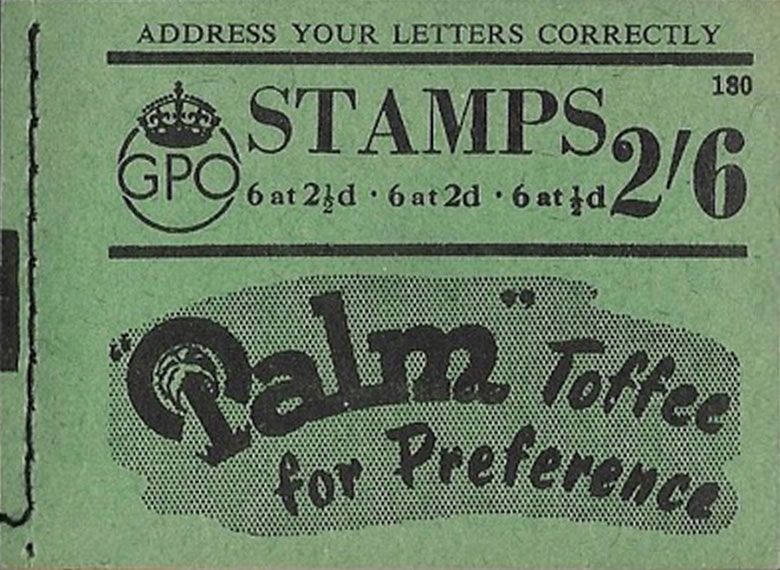 ADDRESS YOUR LETTERS CORRECTLY
180
GPO
STAMPS 2/6
6 at 2½d · 6 at 2d · 6 at ½d
"Palm" Toffee
for Preference